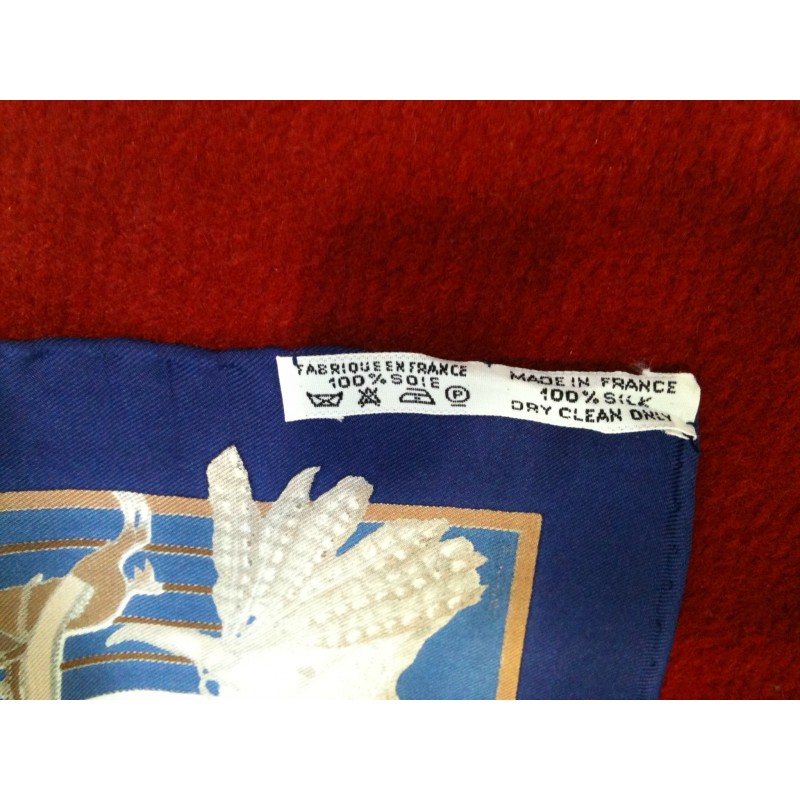 FABRIQUE EN FRANCE
100% SOIE
P
MADE IN FRANCE
100% SILK
DRY CLEAN ONLY